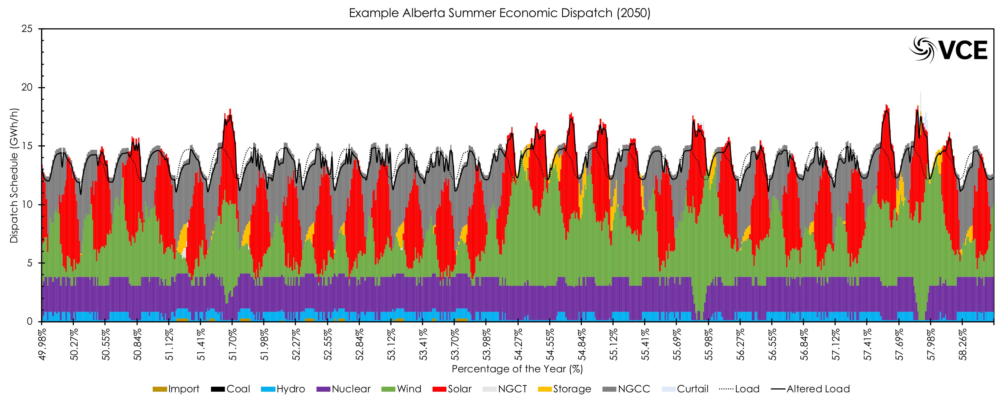 Example Alberta Summer Economic Dispatch (2050)
VCE
Dispatch Schedule (GWh/h)
25
20
15
10
5
0
49.98% 50.27% 50.55% 50.84% 51.12% 51.41% 51.70% 51.98% 52.27% 52.55% 52.84% 53.12% 53.41% 53.70% 53.98% 54.27% 54.55% 54.84% 55.12% 55.41% 55.69% 55.98% 56.27% 56.55% 56.84% 57.12% 57.41% 57.69% 57.98% 58.26%
Percentage of the Year (%)
Import Coal Hydro Nuclear Wind Solar NGCT Storage NGCC Curtail Load Altered Load